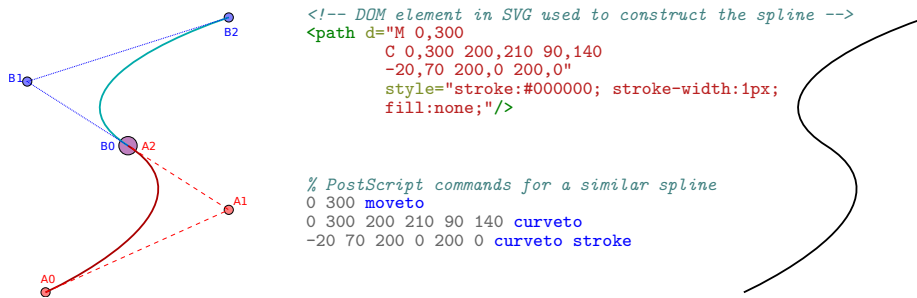 B2
B1
B0 A2
A1
A0
<!-- DOM element in SVG used to construct the spline -->
<path d="M 0,300
C 0,300 200,210 90,140
-20,70 200,0 200,0"
style="stroke:#000000; stroke-width:1px;
fill:none;"/>
% PostScript commands for a similar spline
0 300 moveto
0 300 200 210 90 140 curveto
-20 70 200 0 200 0 curveto stroke